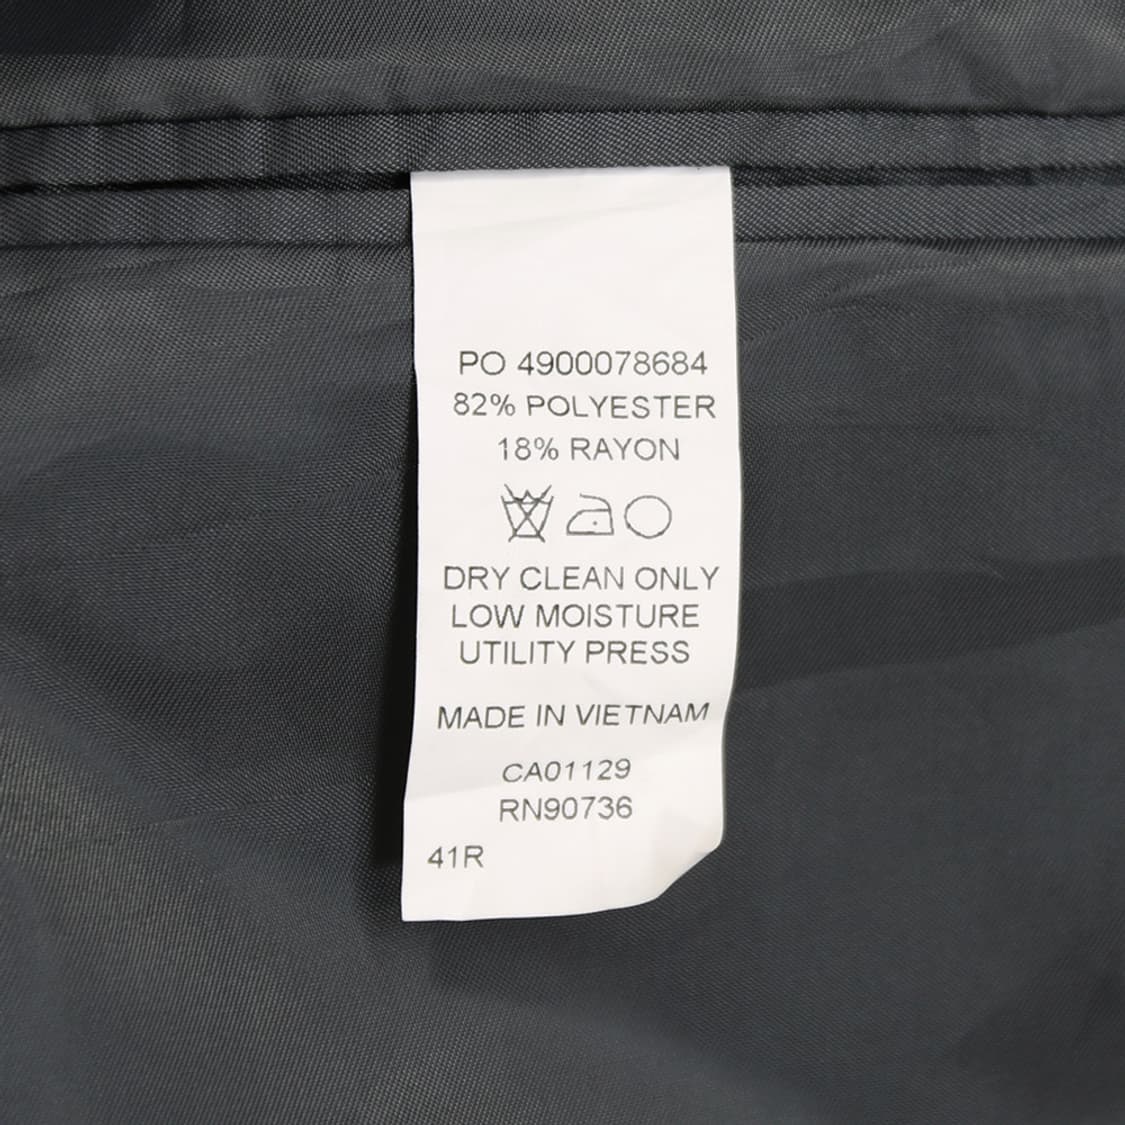 PO 4900078684
82% POLYESTER
18% RAYON
DRY CLEAN ONLY
LOW MOISTURE
UTILITY PRESS
MADE IN VIETNAM
CA01129
RN90736
41R